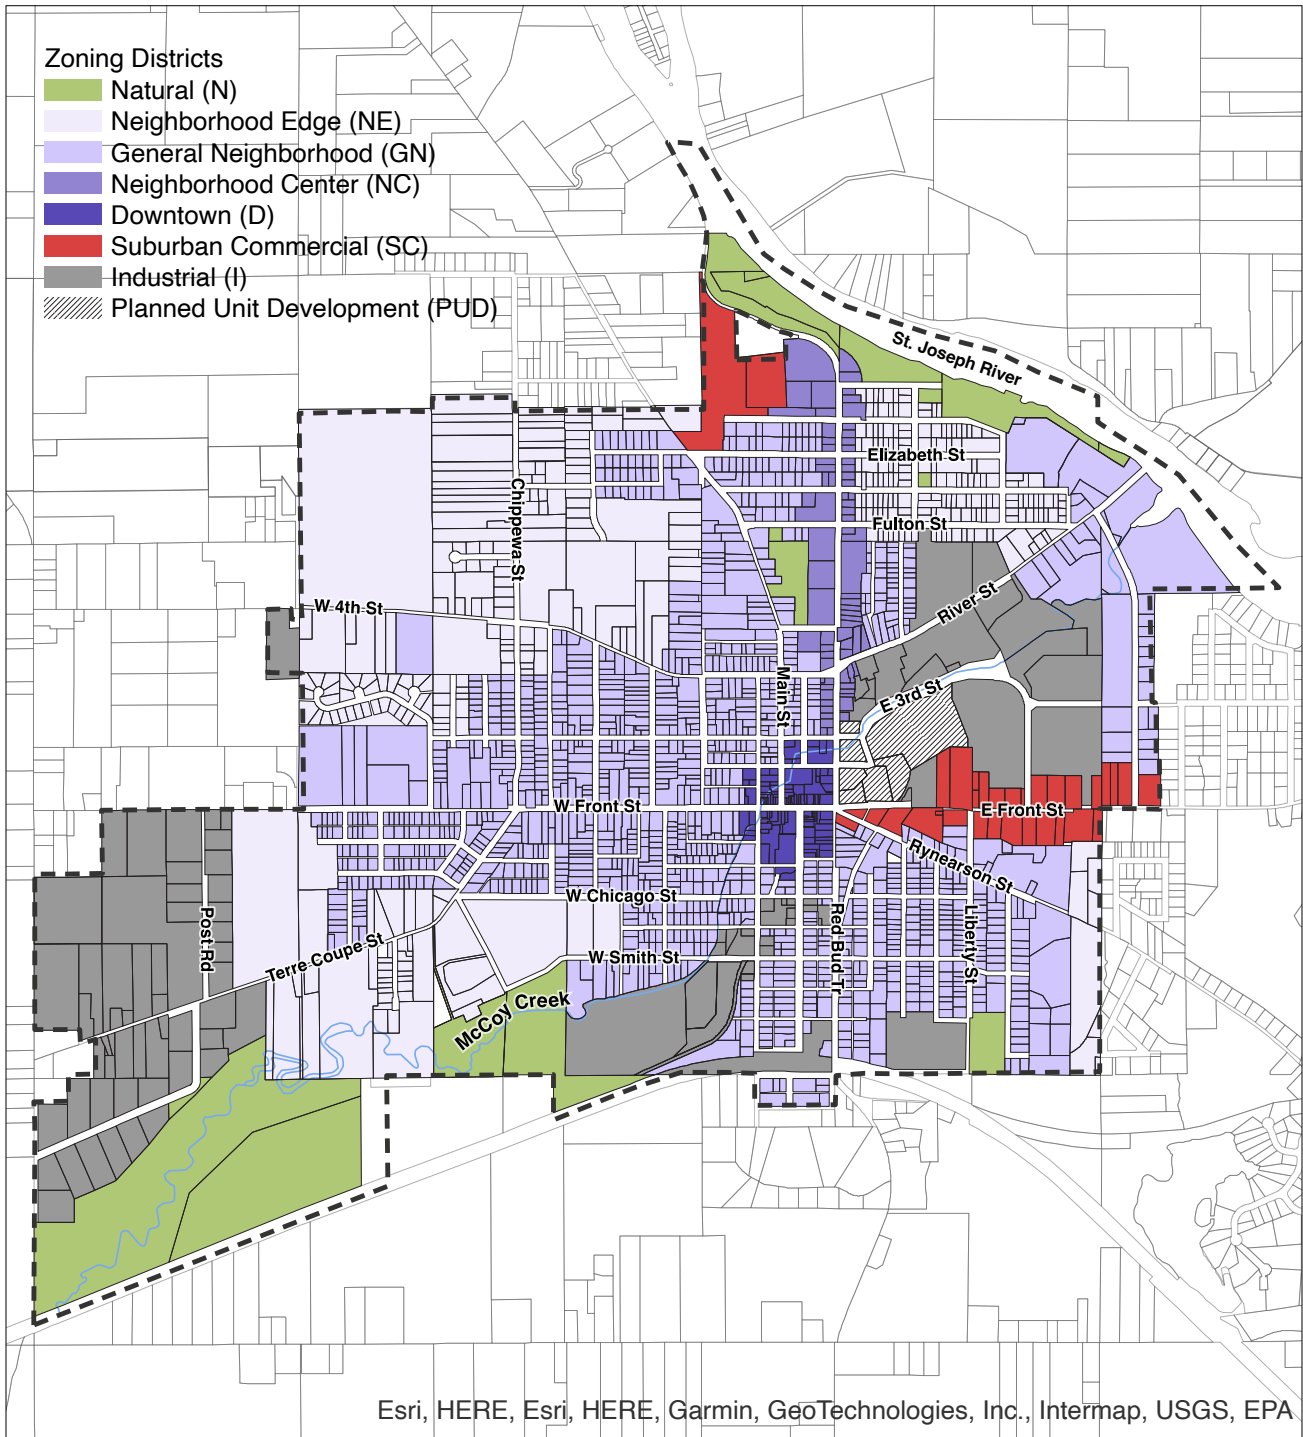 Zoning Districts
Natural (N)
Neighborhood Edge (NE)
General Neighborhood (GN)
Neighborhood Center (NC)
Downtown (D)
Suburban Commercial (SC)
Industrial (I)
Planned Unit Development (PUD)
St. Joseph River
Elizabeth St
Chippewa St
Fulton St
W 4th St
River St
Main St
E 3rd St
W Front St
E Front St
Rynearson St
W Chicago St
Post Rd
Red Bud Tr
Liberty St
Terre Coupe St
W Smith St
McCoy Creek
Esri, HERE, Esri, HERE, Garmin, GeoTechnologies, Inc., Intermap, USGS, EPA